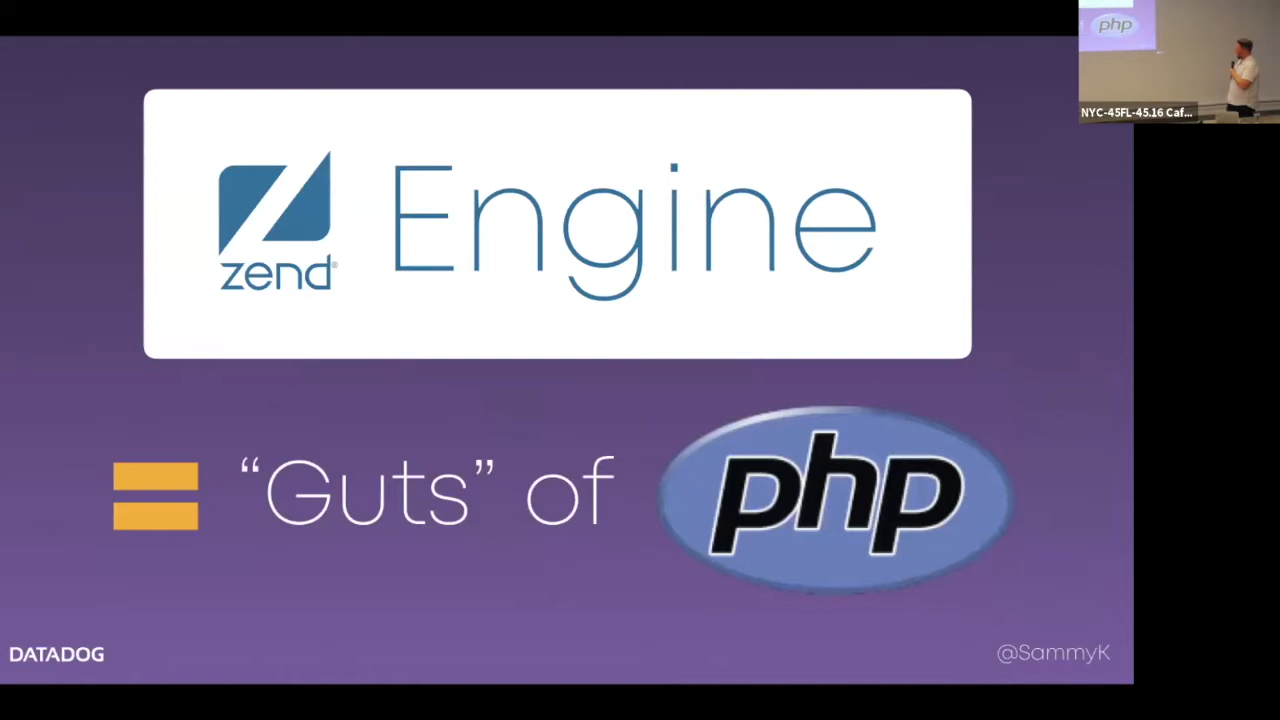 zend®
Engine
= “Guts” of
php
DATADOG
@SammyK
php
NYC-45FL-45.16 Caf...